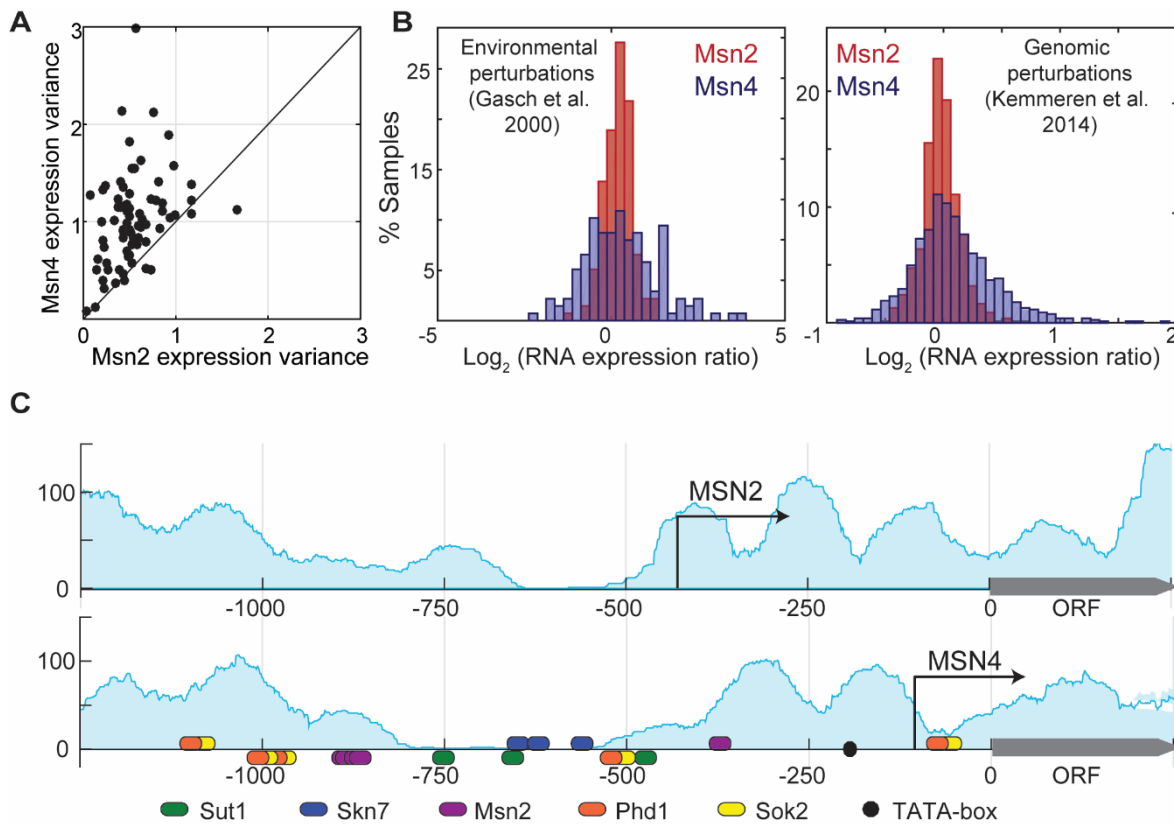 A
3
2
1
0
Msn4 expression variance
0
1
2
3
Msn2 expression variance
B
Environmental
perturbations
(Gasch et al.
2000)
Msn2
Msn4
25
15
5
% Samples
-5
0
5
Log2 (RNA expression ratio)
Msn2
Msn4
Genomic
perturbations
(Kemmeren et al.
2014)
20
10
-1
0
1
2
Log2 (RNA expression ratio)
C
100
0
MSN2
-1000
-750
-500
-250
0
ORF
100
0
MSN4
-1000
-750
-500
-250
0
ORF
Sut1
Skn7
Msn2
Phd1
Sok2
TATA-box